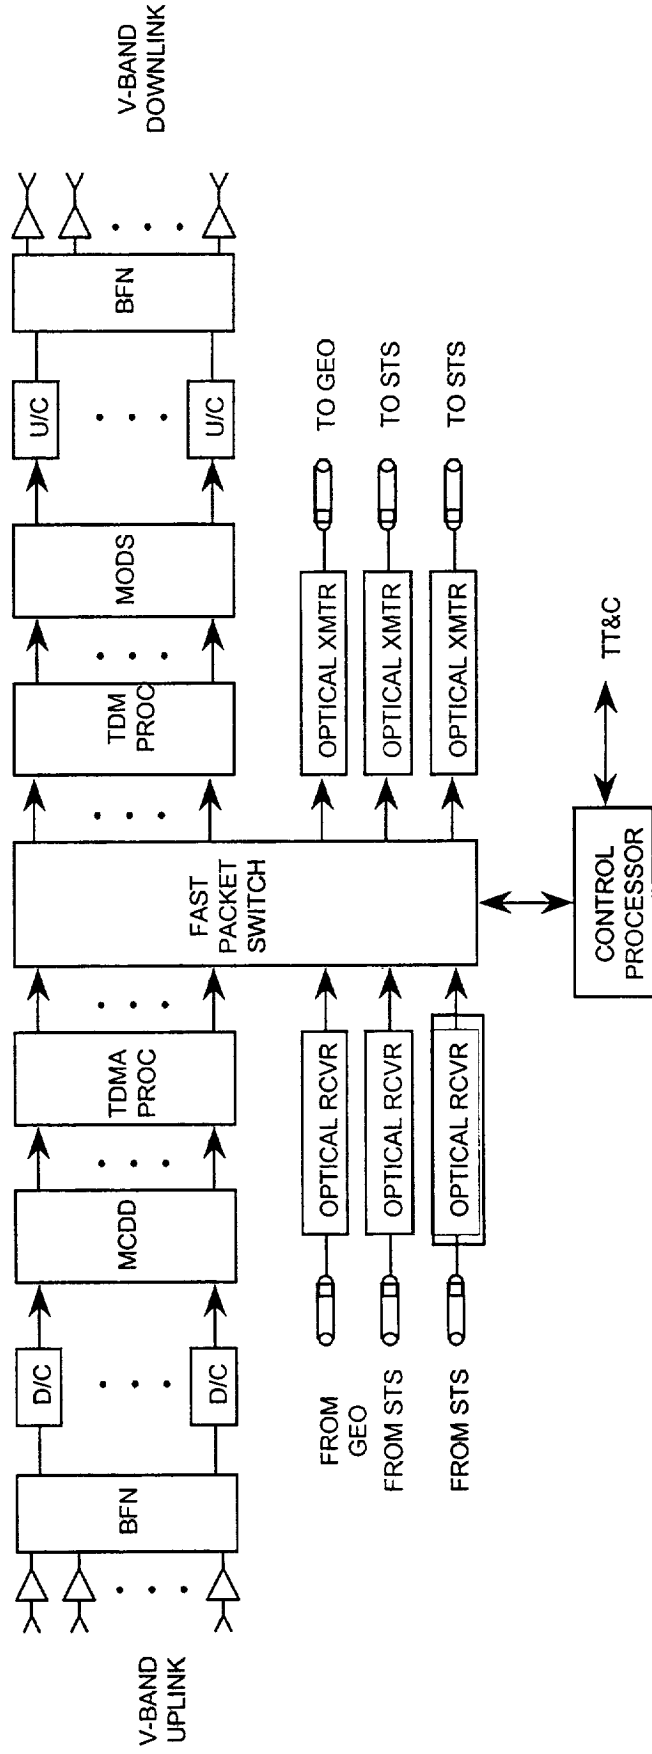 V-BAND
UPLINK
BFN
D/C
D/C
MCDD
TDMA
PROC
FAST
PACKET
SWITCH
TDM
PROC
MODS
U/C
U/C
BFN
V-BAND
DOWNLINK
FROM
GEO
OPTICAL RCVR
OPTICAL XMTR
TO GEO
FROM STS
OPTICAL RCVR
OPTICAL XMTR
TO STS
FROM STS
OPTICAL RCVR
OPTICAL XMTR
TO STS
CONTROL
PROCESSOR
TT&C